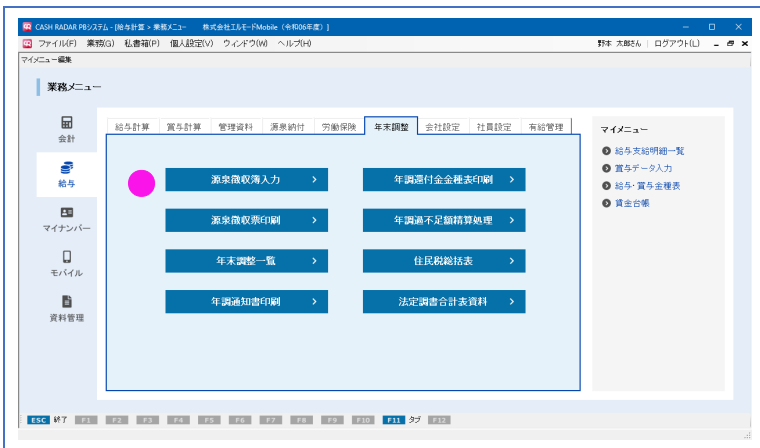 CASH RADAR PBシステム - [給与計算 > 業務メニュー 株式会社エルモードMobile (令和06年度) ]
ファイル(F) 業務(G) 私書箱(P) 個人設定(V) ウィンドウ(W) ヘルプ(H) 野本 太郎さん | ログアウト(L)
マイメニュー編集
業務メニュー
会計
給与
マイナンバー
モバイル
資料管理
給与計算 賞与計算 管理資料 源泉納付 労働保険 年末調整 会社設定 社員設定 有給管理
源泉徴収簿入力 >
年調還付金金種表印刷 >
源泉徴収票印刷 >
年調過不足額精算処理 >
年末調整一覧 >
住民税総括表 >
年調通知書印刷 >
法定調書合計表資料 >
マイメニュー
給与支給明細一覧
賞与データ入力
給与・賞与金種表
賃金台帳
ESC 終了 F1 F2 F3 F4 F5 F6 F7 F8 F9 F10 F11 タブ F12